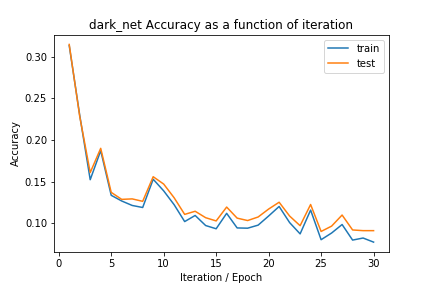 dark_net Accuracy as a function of iteration
train
test
Accuracy
0.30
0.25
0.20
0.15
0.10
0 5 10 15 20 25 30
Iteration / Epoch